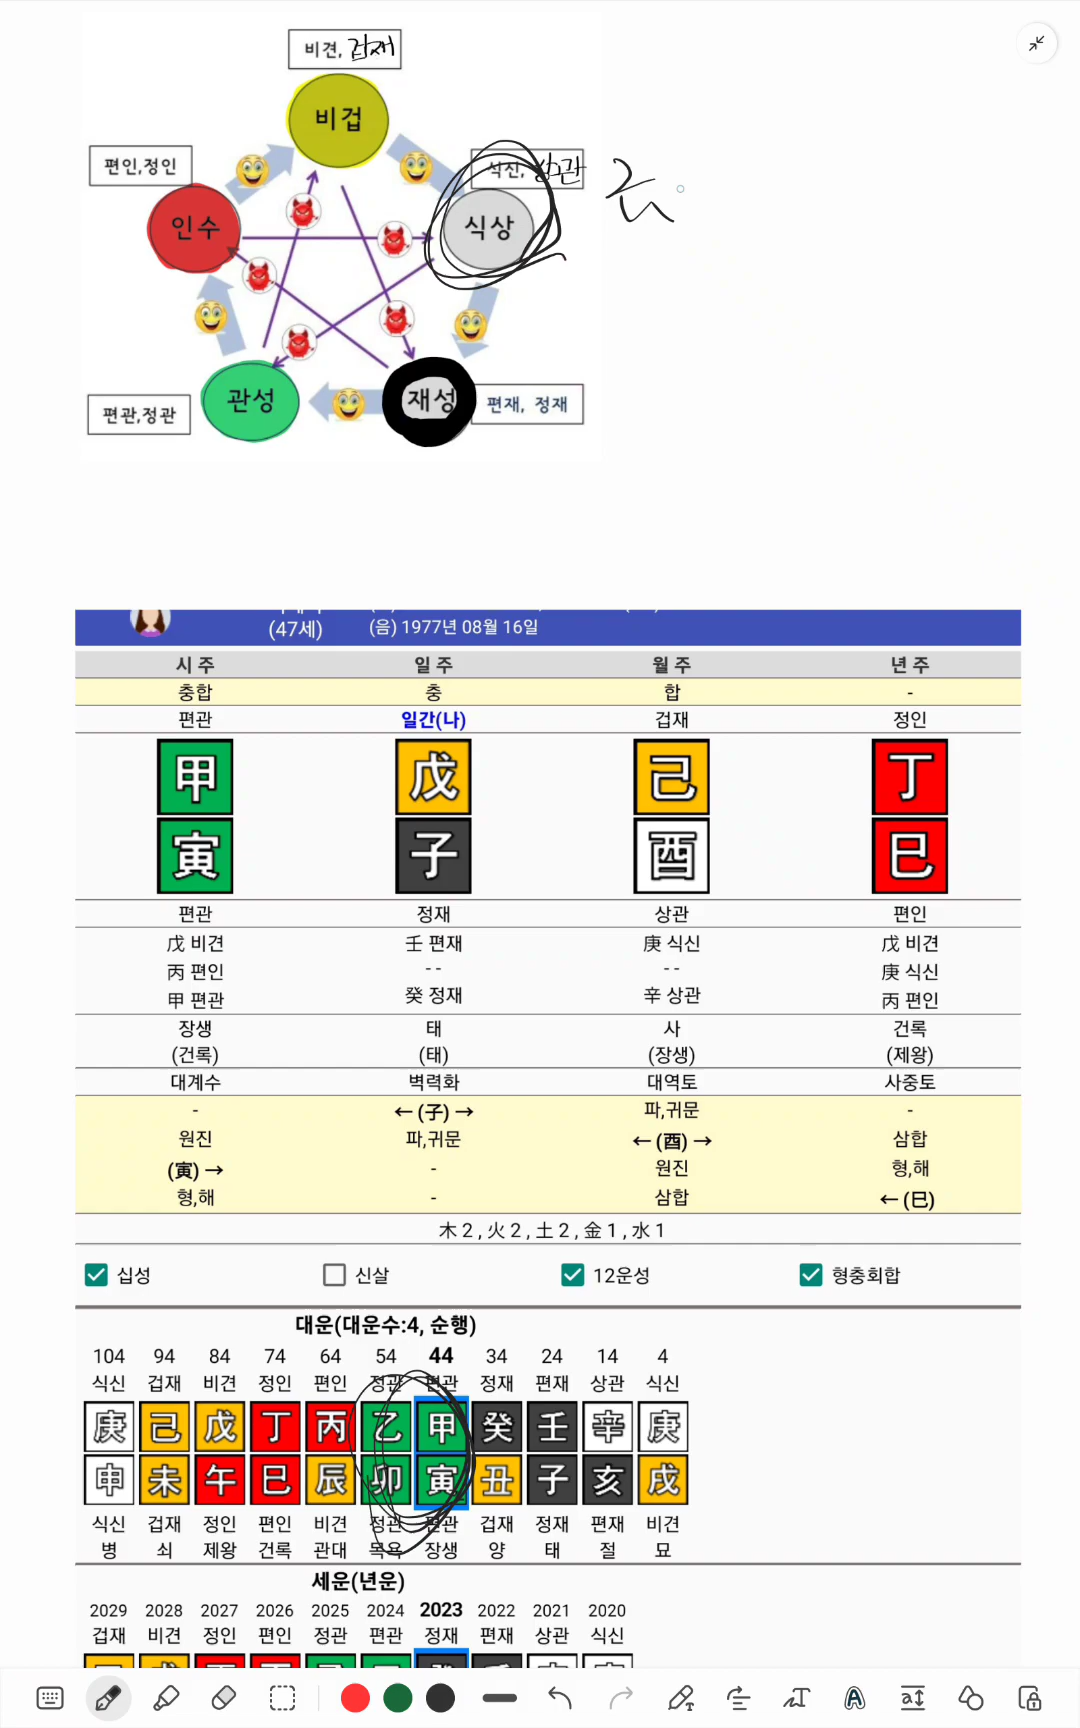 비견, 겁재
비겁
편인,정인
식신, 상관
인수
식상
관성
재성
편관,정관
편재, 정재
(47세) (음) 1977년 08월 16일
시주 일주 월주 년주
충합 충 합 -
편관 일간(나) 겁재 정인
甲 戊 己 丁
寅 子 酉 巳
편관 정재 상관 편인
戊 비견 壬 편재 庚 식신 戊 비견
丙 편인 -- -- 庚 식신
甲 편관 癸 정재 辛 상관 丙 편인
장생 태 사 건록
(건록) (태) (장생) (제왕)
대계수 벽력화 대역토 사중토
- ←(子)→ 파,귀문 -
원진 파,귀문 ←(酉)→ 삼합
(寅)→ - 원진 형,해
형,해 - 삼합 ←(巳)
木2,火2,土2,金1,水1
십성 신살 12운성 형충회합
대운(대운수:4, 순행)
104 94 84 74 64 54 44 34 24 14 4
식신 겁재 비견 정인 편인 정관 편관 정재 편재 상관 식신
庚 己 戊 丁 丙 乙 甲 癸 壬 辛 庚
申 未 午 巳 辰 卯 寅 丑 子 亥 戌
식신 겁재 정인 편인 비견 정관 편관 겁재 정재 편재 비견
병 쇠 제왕 건록 관대 목욕 장생 양 태 절 묘
세운(년운)
2029 2028 2027 2026 2025 2024 2023 2022 2021 2020
겁재 비견 정인 편인 정관 편관 정재 편재 상관 식신